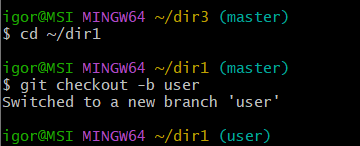 igor@MSI MINGW64 ~/dir3 (master)
$ cd ~/dir1
igor@MSI MINGW64 ~/dir1 (master)
$ git checkout -b user
Switched to a new branch 'user'
igor@MSI MINGW64 ~/dir1 (user)